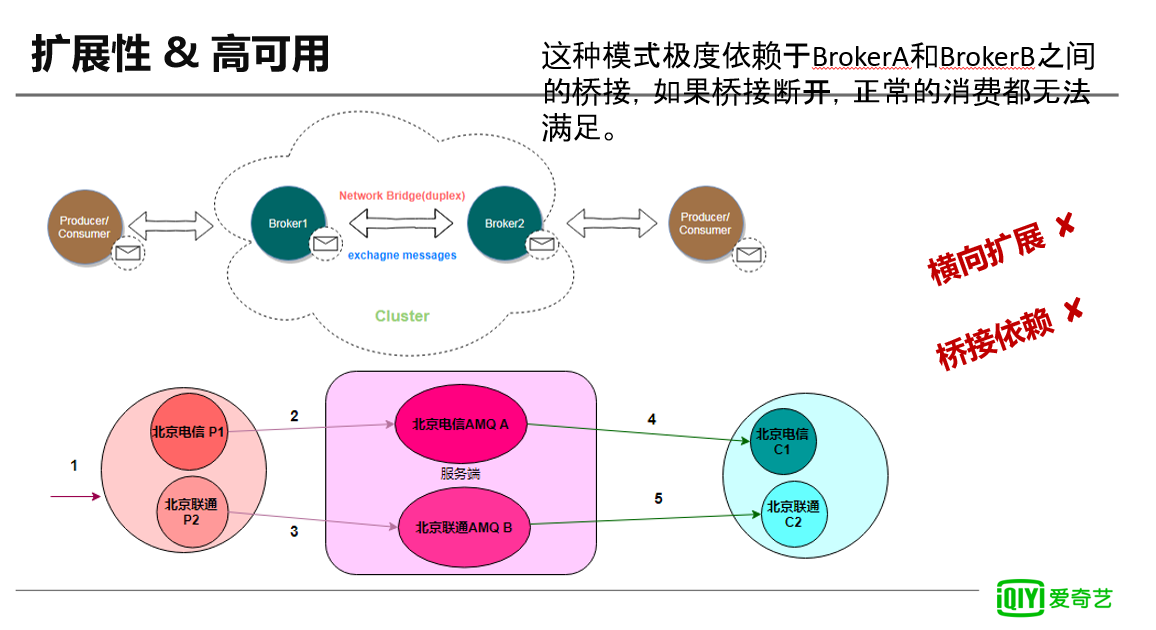 扩展性 & 高可用
这种模式极度依赖于BrokerA和BrokerB之间
的桥接, 如果桥接断开, 正常的消费都无法
满足。
Network Bridge(duplex)
Producer/
Consumer
Broker1
Broker2
Producer/
Consumer
exchagne messages
Cluster
横向扩展 ✘
桥接依赖 ✘
1
北京电信 P1
2
北京电信AMQ A
4
北京电信
C1
服务端
北京联通
P2
3
北京联通AMQ B
5
北京联通
C2
iQIYI 爱奇艺